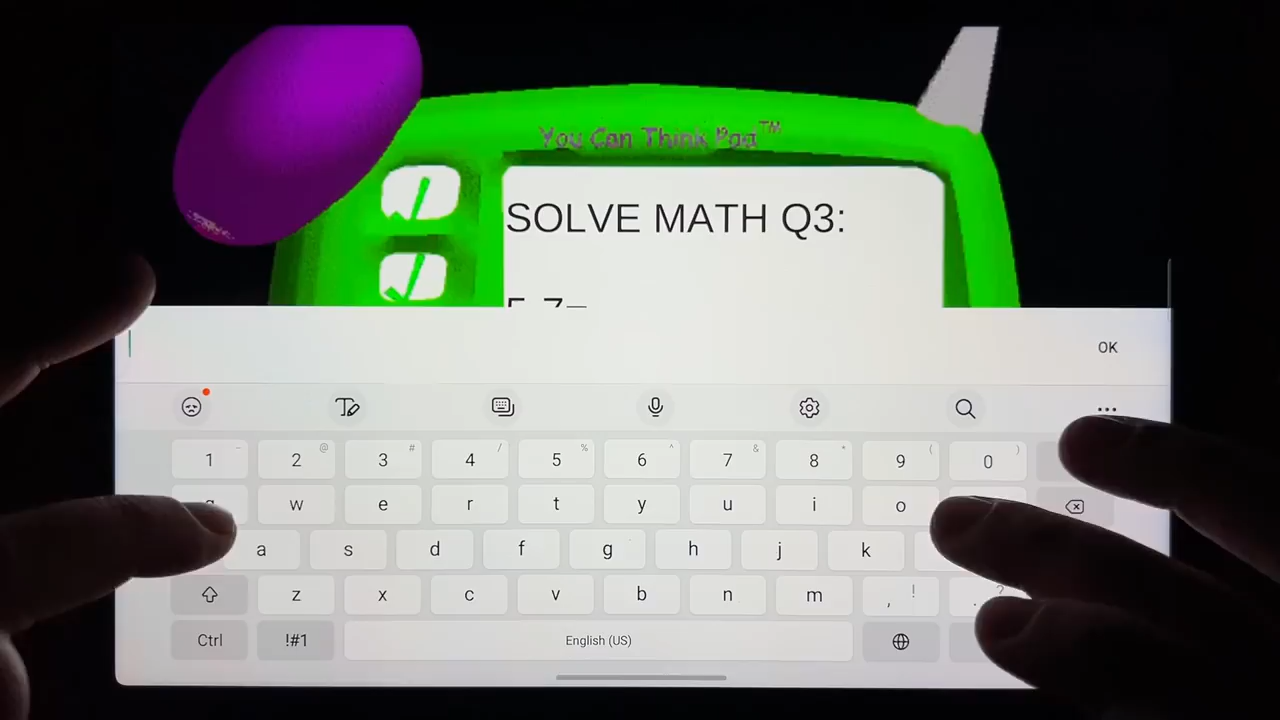 You Can Think Pad™
SOLVE MATH Q3:
OK
1 2 3 4 5 6 7 8 9 0
w e r t y u i o
a s d f g h j k
z x c v b n m , ! . ?
Ctrl !#1 English (US)